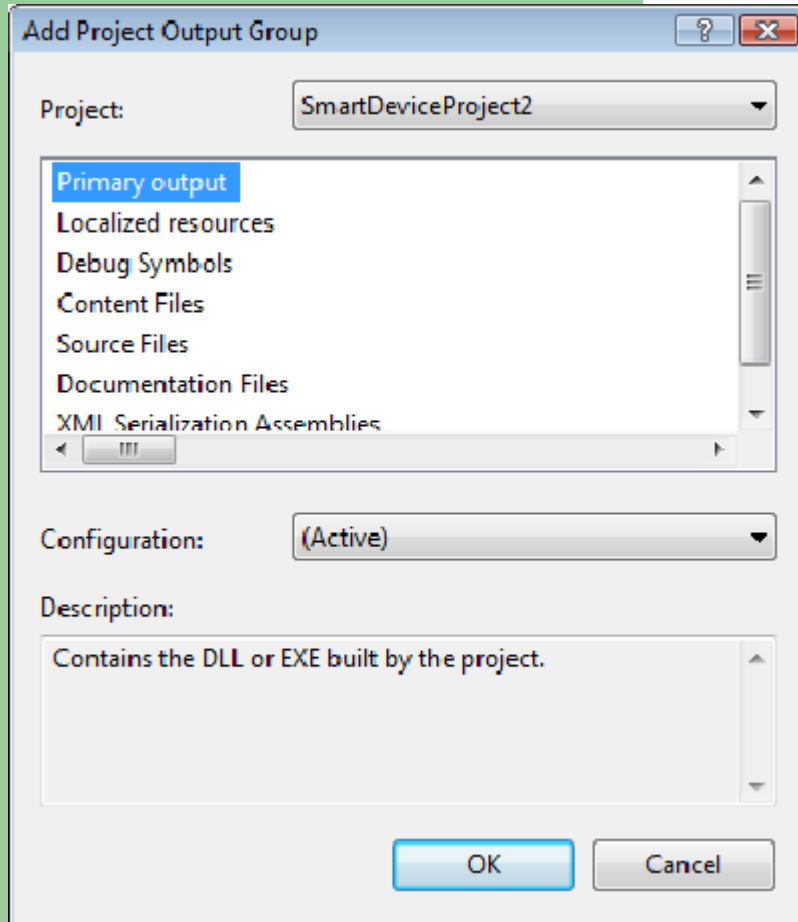 Add Project Output Group
Project:
SmartDeviceProject2
Primary output
Localized resources
Debug Symbols
Content Files
Source Files
Documentation Files
XML Serialization Assemblies
Configuration:
(Active)
Description:
Contains the DLL or EXE built by the project.
OK
Cancel